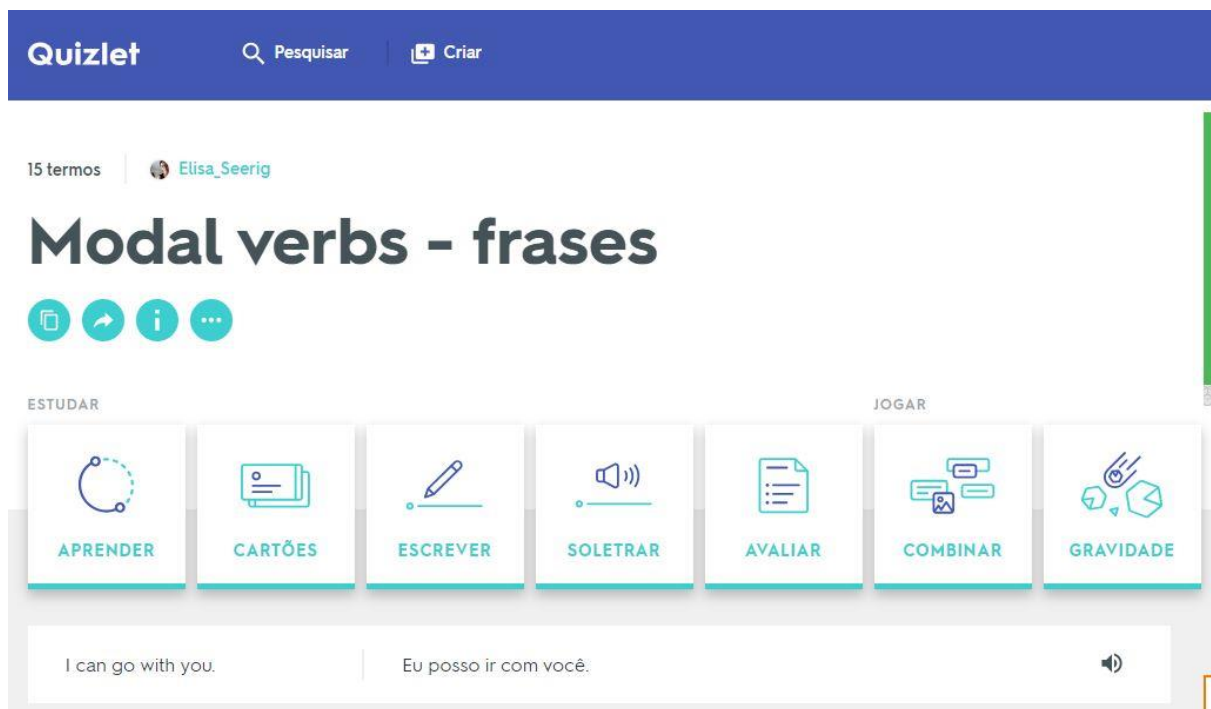 Quizlet Pesquisar Criar
15 termos Elisa_Seerig
Modal verbs - frases
ESTUDAR JOGAR
APRENDER CARTÕES ESCREVER SOLETRAR AVALIAR COMBINAR GRAVIDADE
I can go with you. Eu posso ir com você.